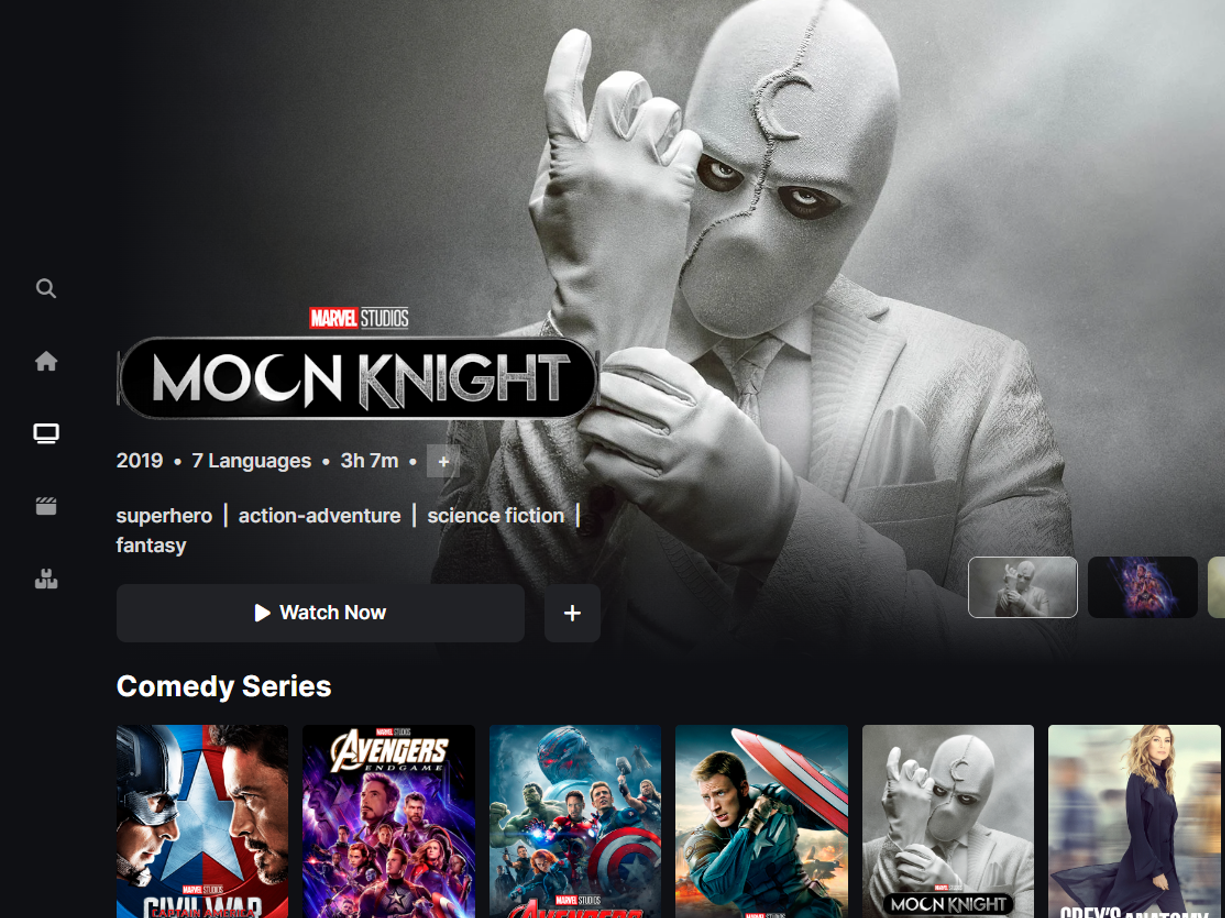 MARVEL STUDIOS
MOON KNIGHT
2019 • 7 Languages • 3h 7m • +
superhero | action-adventure | science fiction |
fantasy
Watch Now +
Comedy Series
MARVEL STUDIOS
AVENGERS
ENDGAME
MARVEL STUDIOS
CIVIL WAR
CAPTAIN AMERICA
MARVEL STUDIOS
AVENGERS
MARVEL STUDIOS
MARVEL STUDIOS
MOON KNIGHT
GREY'S ANATOMY